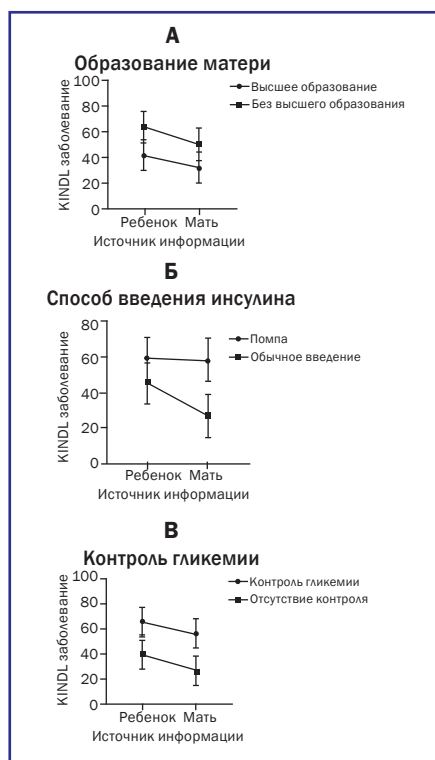 А
Образование матери
KINDL заболевание
100
80
60
40
20
0
Высшее образование
Без высшего образования
Ребенок Мать
Источник информации
Б
Способ введения инсулина
KINDL заболевание
80
60
40
20
0
Помпа
Обычное введение
Ребенок Мать
Источник информации
В
Контроль гликемии
KINDL заболевание
100
80
60
40
20
0
Контроль гликемии
Отсутствие контроля
Ребенок Мать
Источник информации